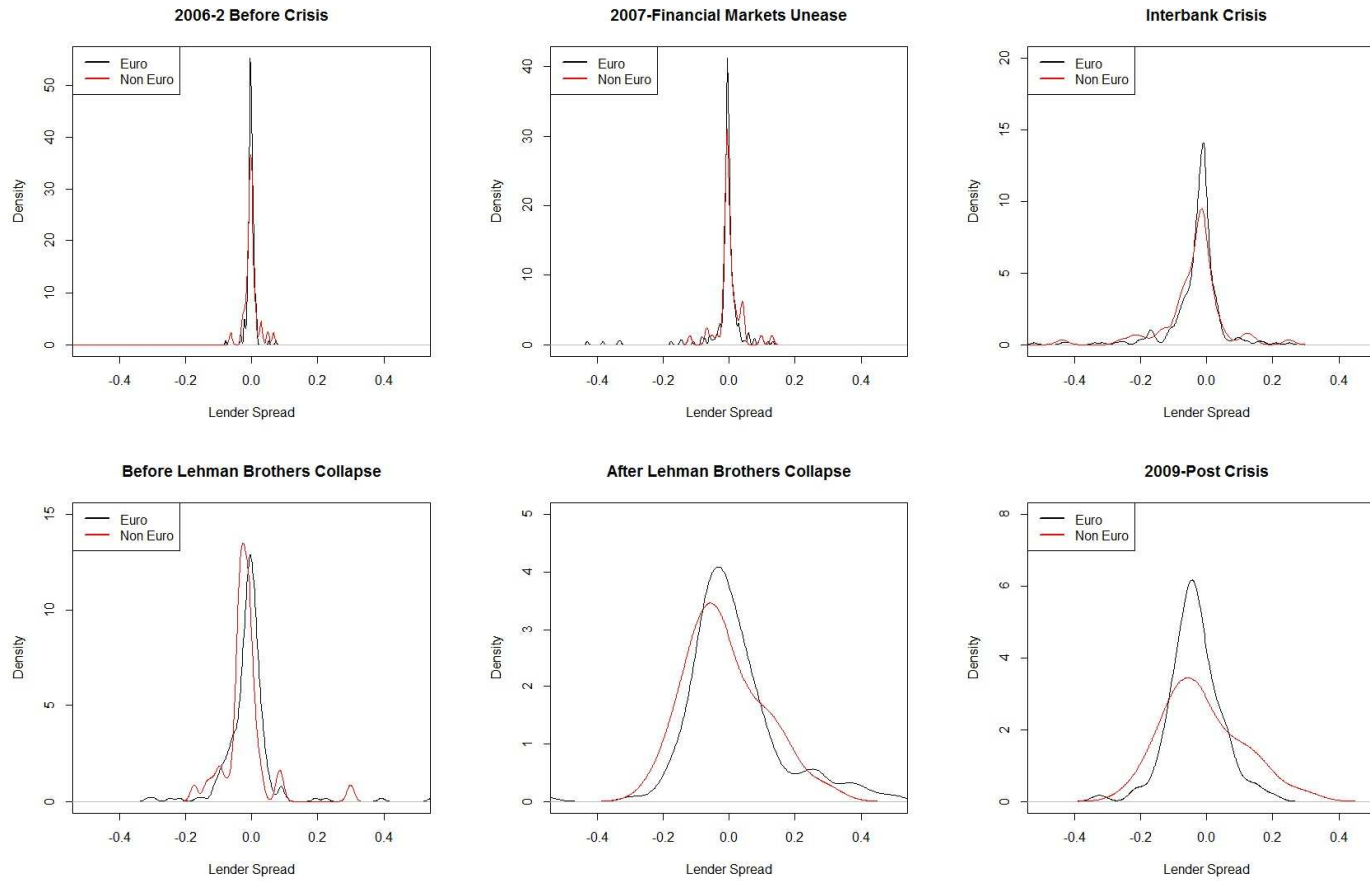 2006-2 Before Crisis
Euro
Non Euro
Density
0
10
20
30
40
50
-0.4
-0.2
0.0
0.2
0.4
Lender Spread
2007-Financial Markets Unease
Euro
Non Euro
Density
0
10
20
30
40
-0.4
-0.2
0.0
0.2
0.4
Lender Spread
Interbank Crisis
Euro
Non Euro
Density
0
5
10
15
20
-0.4
-0.2
0.0
0.2
0.4
Lender Spread
Before Lehman Brothers Collapse
Euro
Non Euro
Density
0
5
10
15
-0.4
-0.2
0.0
0.2
0.4
Lender Spread
After Lehman Brothers Collapse
Euro
Non Euro
Density
0
1
2
3
4
5
-0.4
-0.2
0.0
0.2
0.4
Lender Spread
2009-Post Crisis
Euro
Non Euro
Density
0
2
4
6
8
-0.4
-0.2
0.0
0.2
0.4
Lender Spread